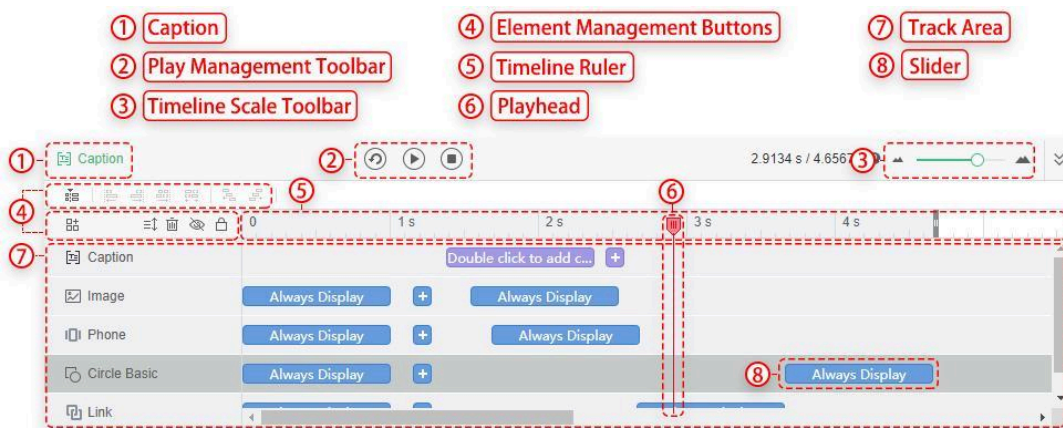 ① Caption
④ Element Management Buttons
⑦ Track Area
② Play Management Toolbar
⑤ Timeline Ruler
⑧ Slider
③ Timeline Scale Toolbar
⑥ Playhead
① Caption
②
2.9134 s / 4.6567
③
④
⑤
⑥
0 1 s 2 s 3 s 4 s
⑦ Caption Double click to add c... +
Image Always Display + Always Display
Phone Always Display + Always Display
Circle Basic Always Display + ⑧ Always Display
Link